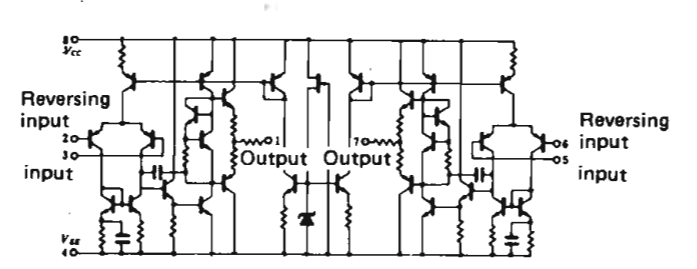 8
Vcc
Reversing
input
2
3
input
1
Output
7
Output
Reversing
input
6
5
input
VEE
4